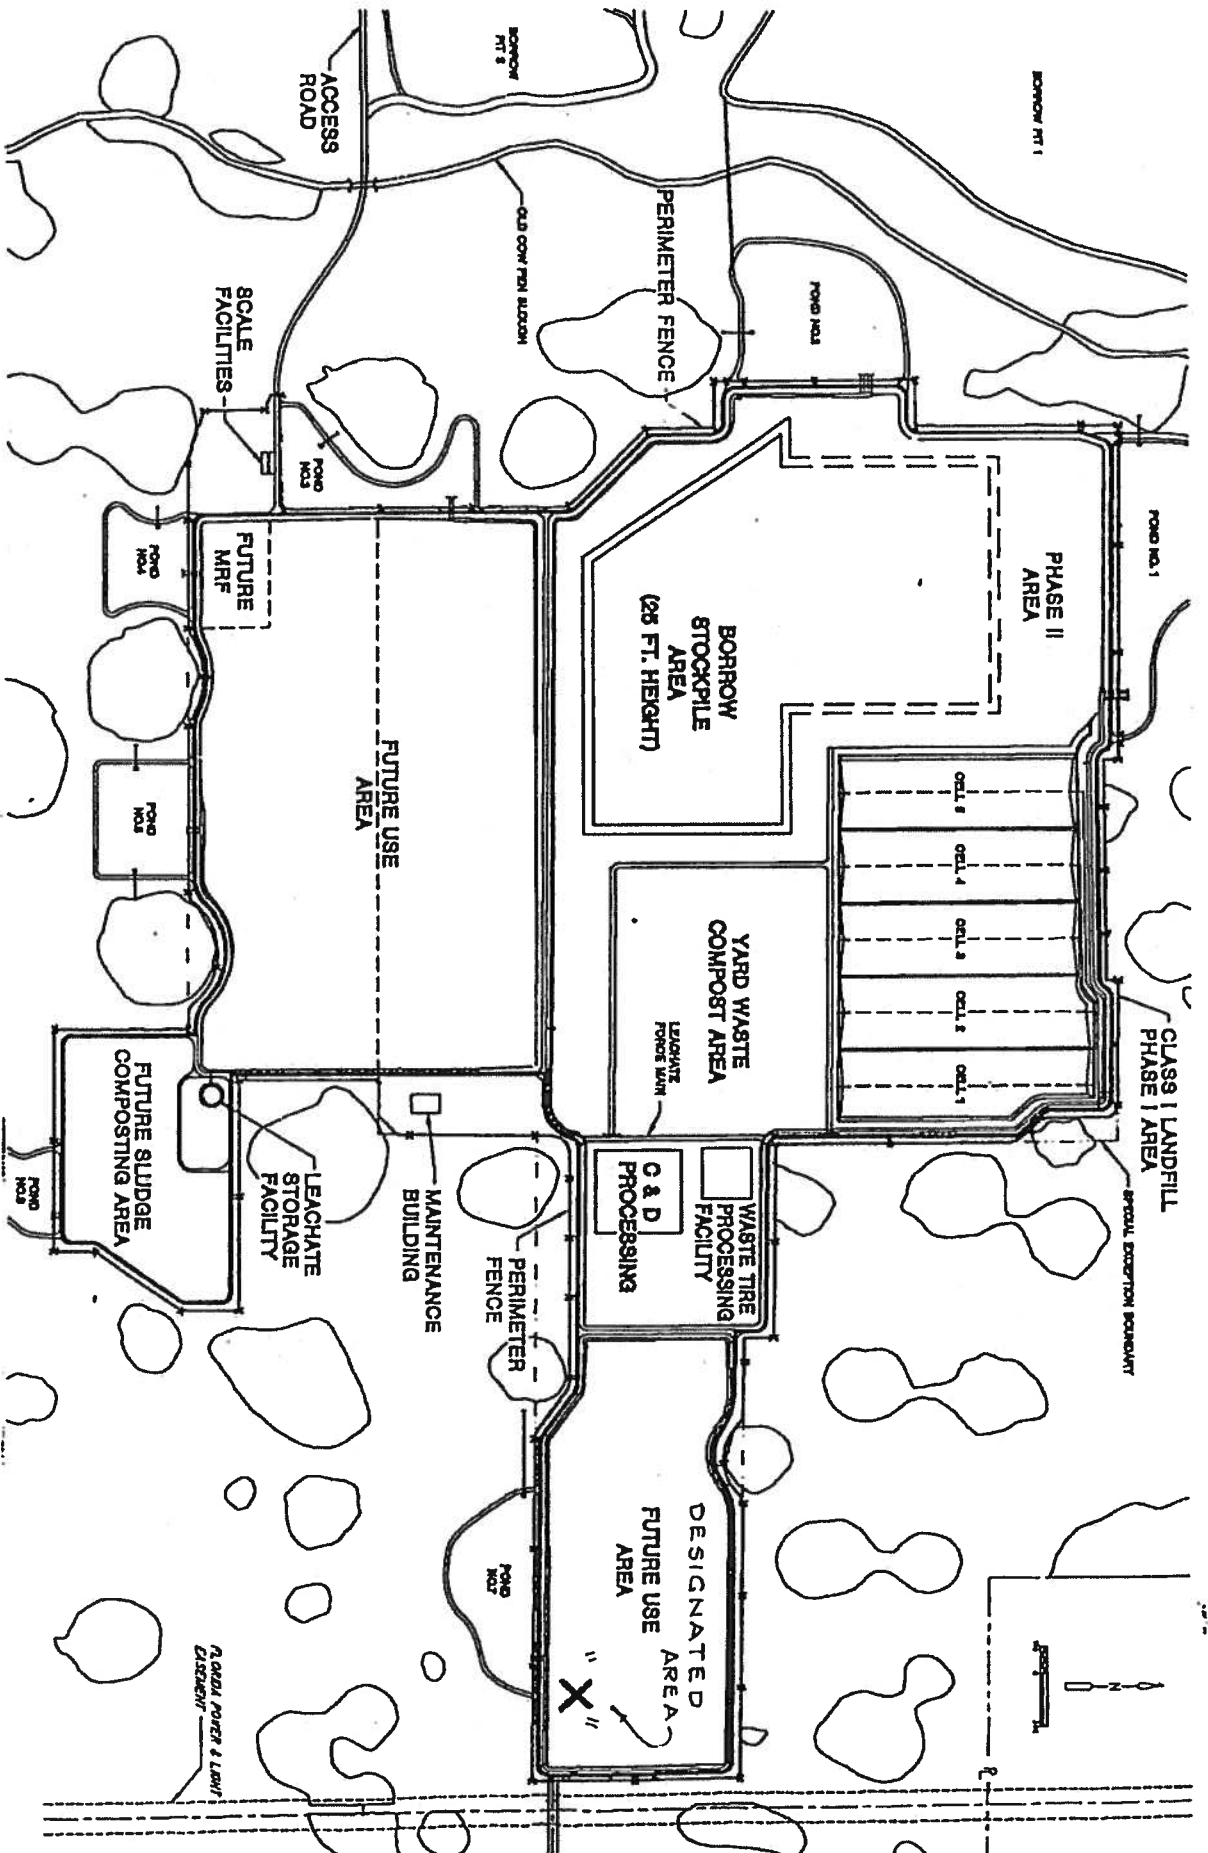 BORROW PIT 1
POND NO.1
CLASS I LANDFILL
PHASE I AREA
SPECIAL EXCEPTION BOUNDARY
N
PHASE II
AREA
CELL 5
CELL 4
CELL 3
CELL 2
CELL 1
POND NO.2
PERIMETER FENCE
BORROW
STOCKPILE
AREA
(25 FT. HEIGHT)
YARD WASTE
COMPOST AREA
LEACHATE
FORCE MAIN
WASTE TIRE
PROCESSING
FACILITY
C & D
PROCESSING
DESIGNATED
AREA
FUTURE USE
AREA
"X"
BORROW
PIT 2
OLD COW PEN SLOUGH
PERIMETER
FENCE
POND
NO.7
MAINTENANCE
BUILDING
FUTURE USE
AREA
ACCESS
ROAD
POND
NO.3
SCALE
FACILITIES
FUTURE
MRF
LEACHATE
STORAGE
FACILITY
FLORIDA POWER & LIGHT
EASEMENT
POND
NO.4
POND
NO.5
FUTURE SLUDGE
COMPOSTING AREA
POND